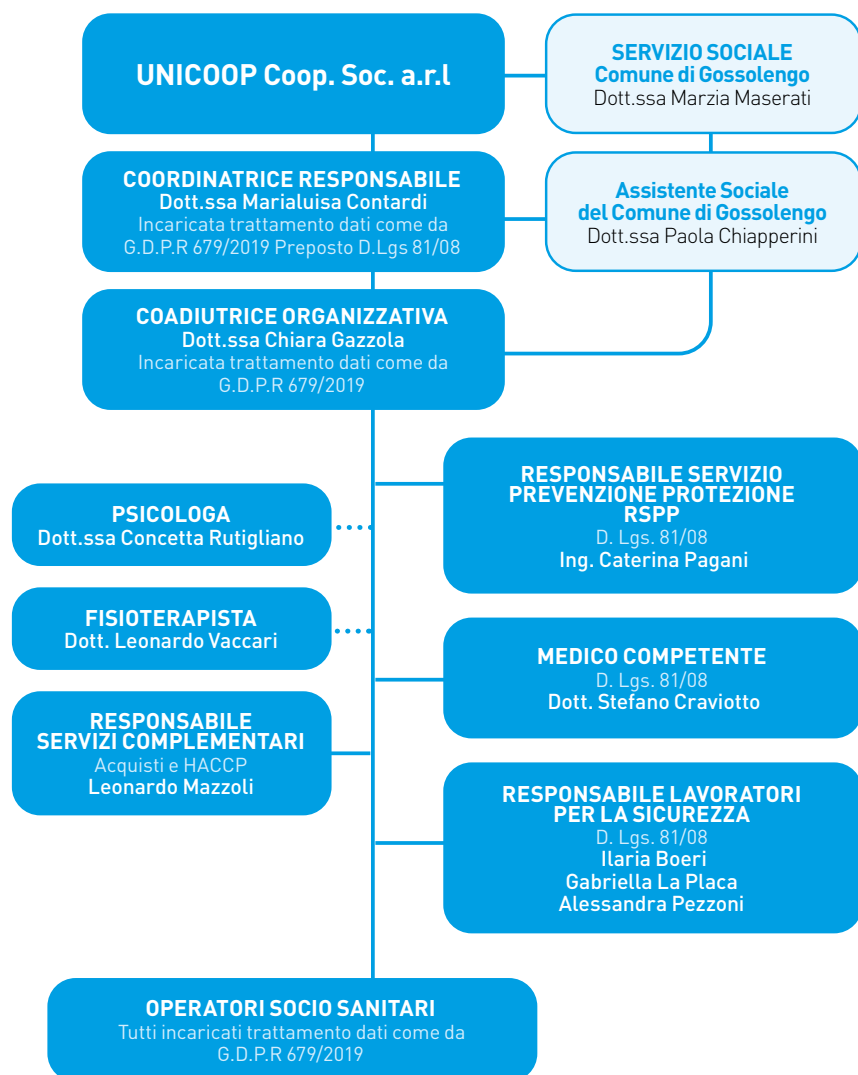 UNICOOP Coop. Soc. a.r.l
SERVIZIO SOCIALE
Comune di Gossolengo
Dott.ssa Marzia Maserati
COORDINATRICE RESPONSABILE
Dott.ssa Marialuisa Contardi
Incaricata trattamento dati come da
G.D.P.R 679/2019 Preposto D.Lgs 81/08
Assistente Sociale
del Comune di Gossolengo
Dott.ssa Paola Chiapperini
COADIUTRICE ORGANIZZATIVA
Dott.ssa Chiara Gazzola
Incaricata trattamento dati come da
G.D.P.R 679/2019
RESPONSABILE SERVIZIO
PREVENZIONE PROTEZIONE
RSPP
D. Lgs. 81/08
Ing. Caterina Pagani
PSICOLOGA
Dott.ssa Concetta Rutigliano
FISIOTERAPISTA
Dott. Leonardo Vaccari
MEDICO COMPETENTE
D. Lgs. 81/08
Dott. Stefano Craviotto
RESPONSABILE
SERVIZI COMPLEMENTARI
Acquisti e HACCP
Leonardo Mazzoli
RESPONSABILE LAVORATORI
PER LA SICUREZZA
D. Lgs. 81/08
Ilaria Boeri
Gabriella La Placa
Alessandra Pezzoni
OPERATORI SOCIO SANITARI
Tutti incaricati trattamento dati come da
G.D.P.R 679/2019